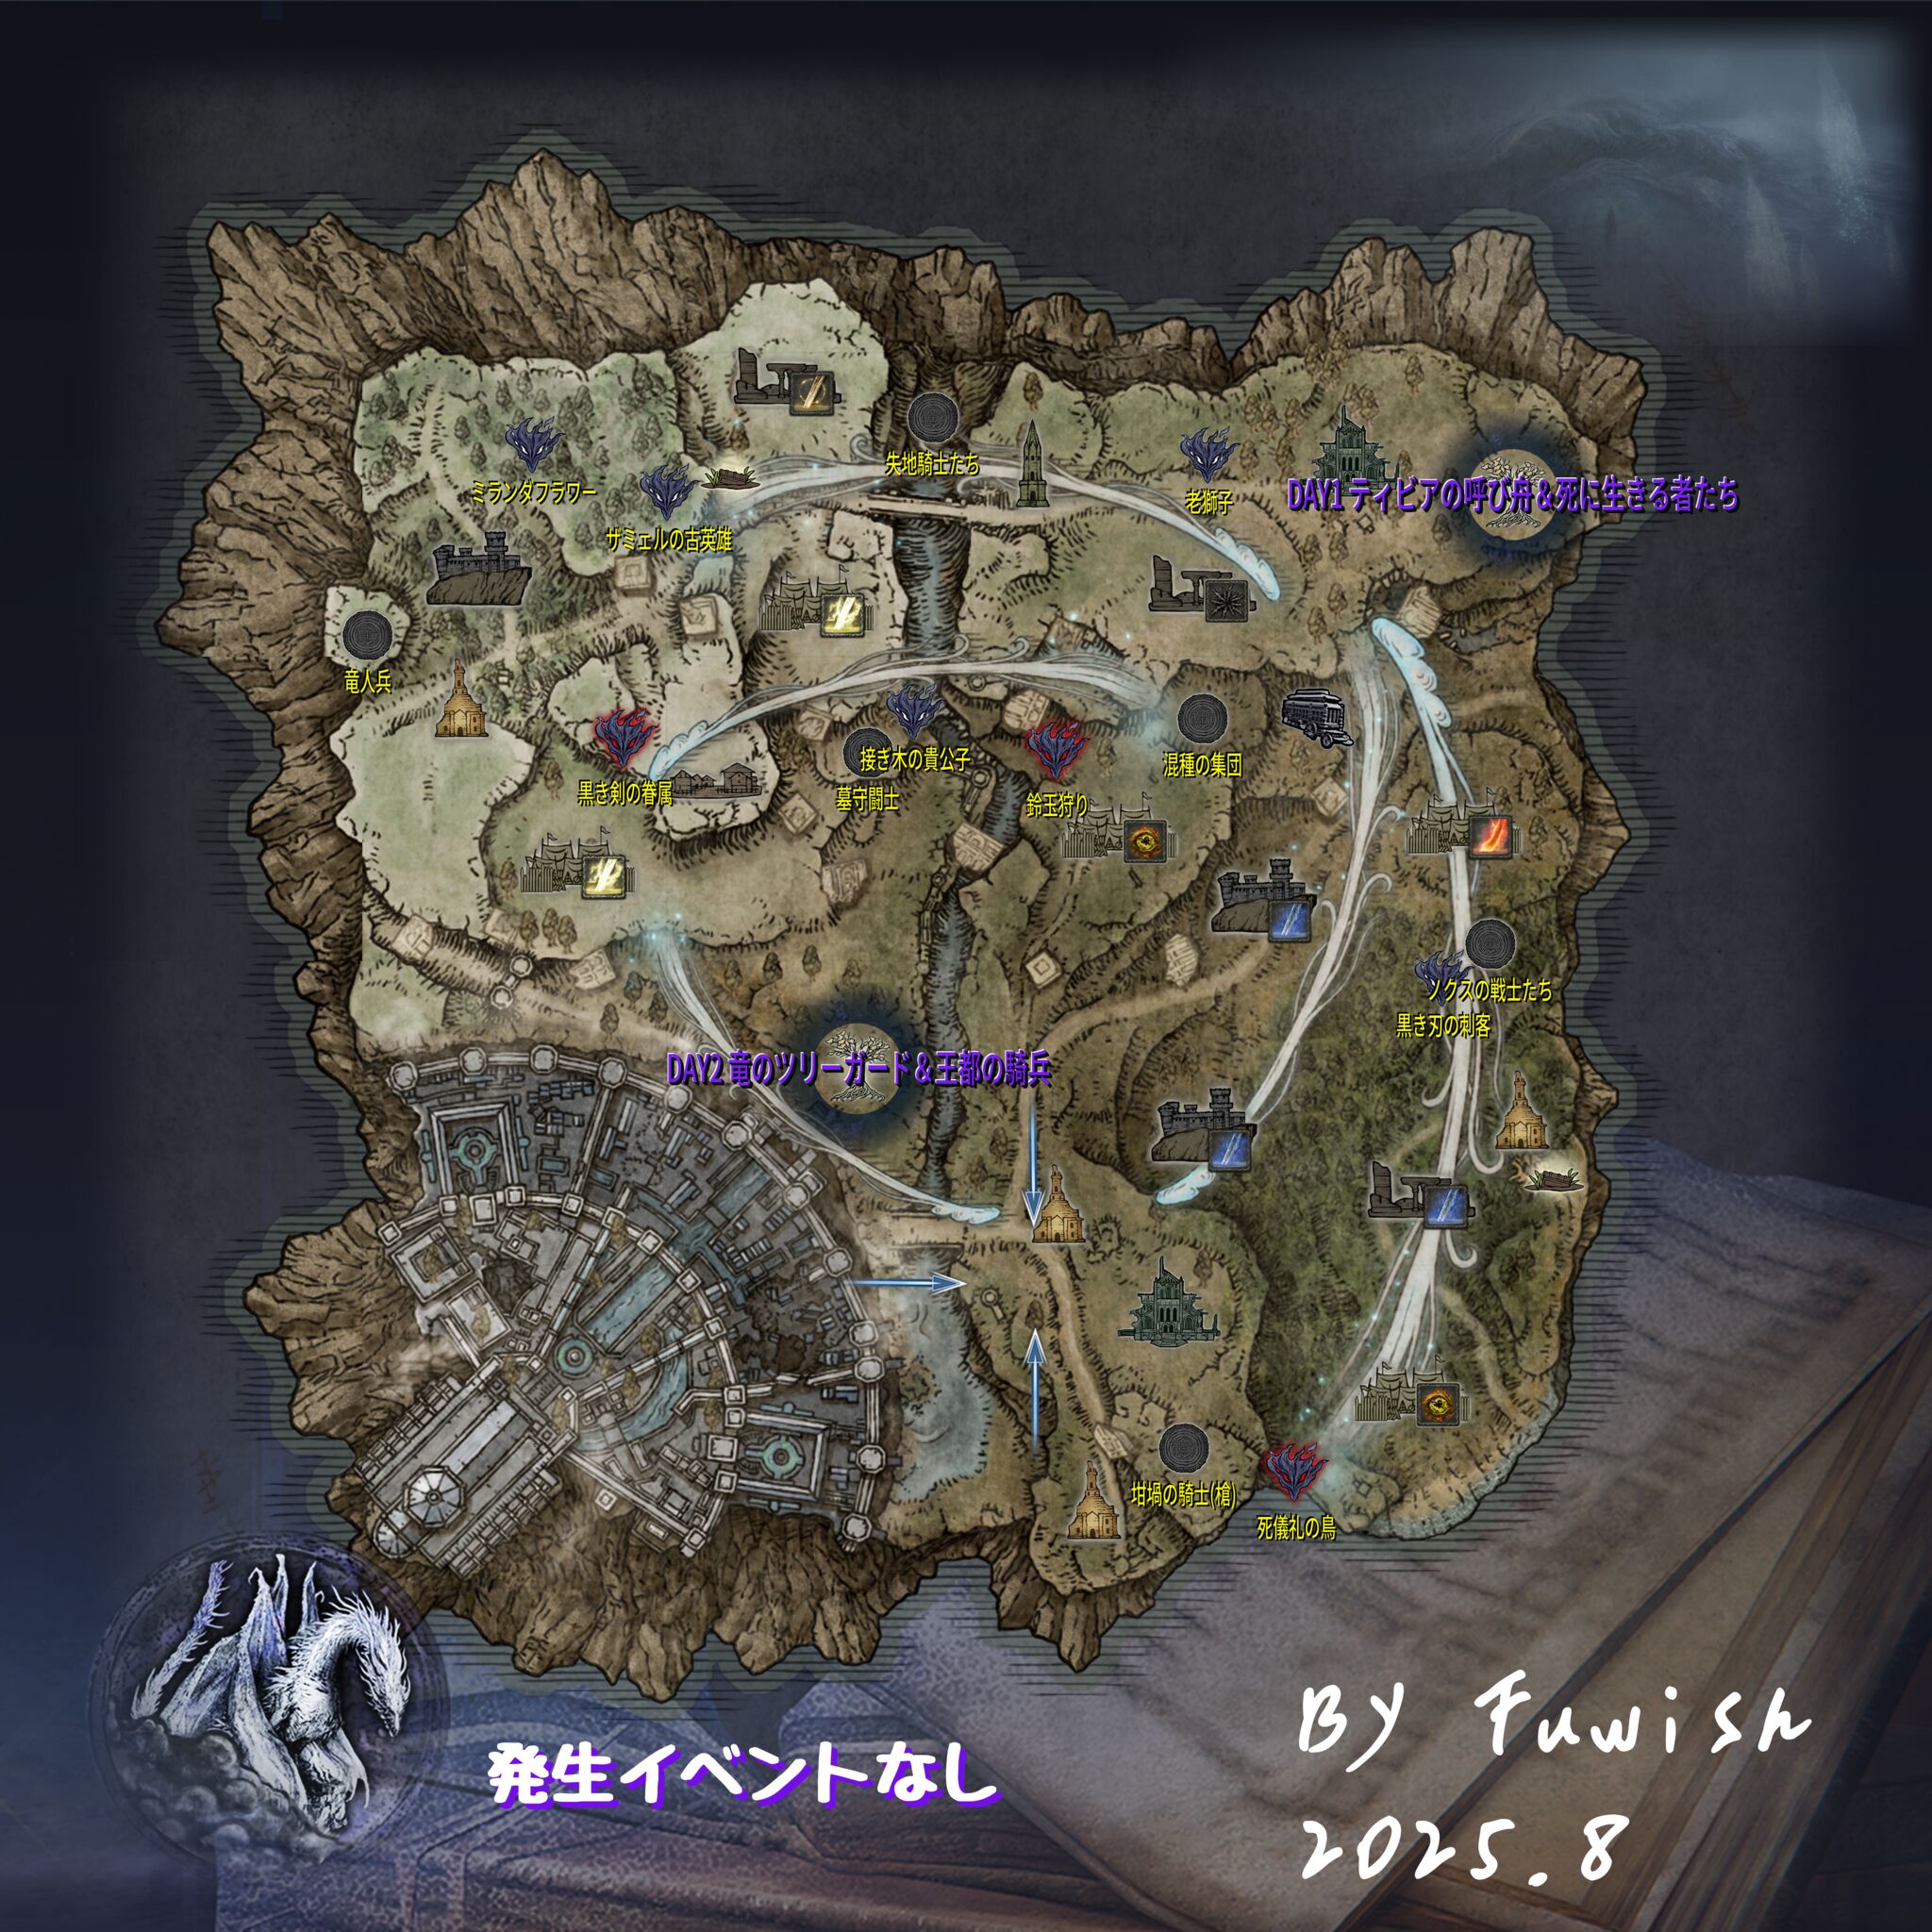 失地騎士たち
ミランダフラワー
老獅子
DAY1 ティビアの呼び舟&死に生きる者たち
ザミェルの古英雄
竜人兵
接ぎ木の貴公子
混種の集団
黒き剣の眷属
墓守闘士
鈴玉狩り
ノクスの戦士たち
黒き刃の刺客
DAY2 竜のツリーガード&王都の騎兵
坩堝の騎士(槍)
死儀礼の鳥
発生イベントなし
BY Fuwish
2025.8